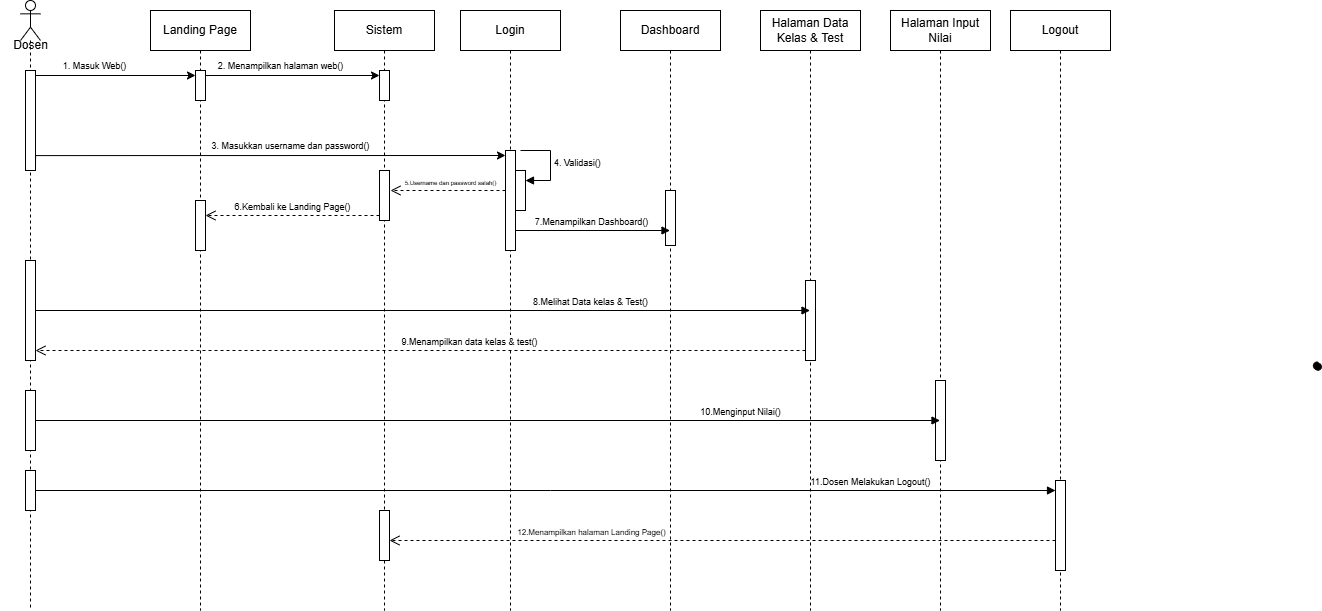 Dosen
Landing Page
Sistem
Login
Dashboard
Halaman Data
Kelas & Test
Halaman Input
Nilai
Logout
1. Masuk Web()
2. Menampilkan halaman web()
3. Masukkan username dan password()
4. Validasi()
5.Username dan password salah()
6.Kembali ke Landing Page()
7.Menampilkan Dashboard()
8.Melihat Data kelas & Test()
9.Menampilkan data kelas & test()
10.Menginput Nilai()
11.Dosen Melakukan Logout()
12.Menampilkan halaman Landing Page()